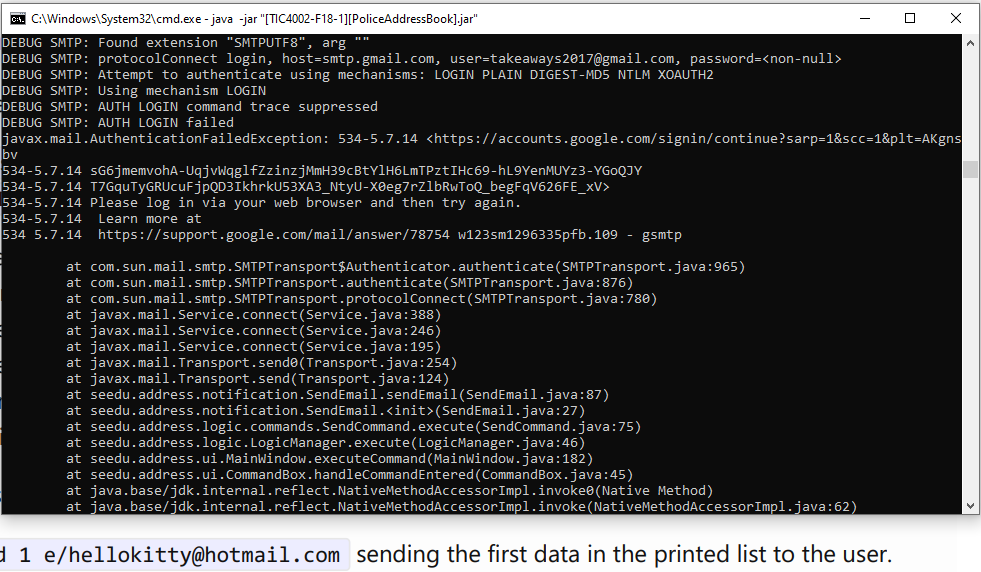 C:\Windows\System32\cmd.exe - java -jar "[TIC4002-F18-1][PoliceAddressBook].jar"
DEBUG SMTP: Found extension "SMTPUTF8", arg ""
DEBUG SMTP: protocolConnect login, host=smtp.gmail.com, user=takeaways2017@gmail.com, password=<non-null>
DEBUG SMTP: Attempt to authenticate using mechanisms: LOGIN PLAIN DIGEST-MD5 NTLM XOAUTH2
DEBUG SMTP: Using mechanism LOGIN
DEBUG SMTP: AUTH LOGIN command trace suppressed
DEBUG SMTP: AUTH LOGIN failed
javax.mail.AuthenticationFailedException: 534-5.7.14 <https://accounts.google.com/signin/continue?sarp=1&scc=1&plt=AKgns
bv
534-5.7.14 sG6jmemvohA-UqjvWqglfZzinzjMmH39cBtYlH6LmTPztIHc69-hL9YenMUYz3-YGoQJY
534-5.7.14 T7GquTyGRUcuFjpQD3IkhrkU53XA3_NtyU-X0eg7rZlbRwToQ_begFqV626FE_xV>
534-5.7.14 Please log in via your web browser and then try again.
534-5.7.14  Learn more at
534 5.7.14  https://support.google.com/mail/answer/78754 w123sm1296335pfb.109 - gsmtp
at com.sun.mail.smtp.SMTPTransport$Authenticator.authenticate(SMTPTransport.java:965)
at com.sun.mail.smtp.SMTPTransport.authenticate(SMTPTransport.java:876)
at com.sun.mail.smtp.SMTPTransport.protocolConnect(SMTPTransport.java:780)
at javax.mail.Service.connect(Service.java:388)
at javax.mail.Service.connect(Service.java:246)
at javax.mail.Service.connect(Service.java:195)
at javax.mail.Transport.send0(Transport.java:254)
at javax.mail.Transport.send(Transport.java:124)
at seedu.address.notification.SendEmail.sendEmail(SendEmail.java:87)
at seedu.address.notification.SendEmail.<init>(SendEmail.java:27)
at seedu.address.logic.commands.SendCommand.execute(SendCommand.java:75)
at seedu.address.logic.LogicManager.execute(LogicManager.java:46)
at seedu.address.ui.MainWindow.executeCommand(MainWindow.java:182)
at seedu.address.ui.CommandBox.handleCommandEntered(CommandBox.java:45)
at java.base/jdk.internal.reflect.NativeMethodAccessorImpl.invoke0(Native Method)
at java.base/jdk.internal.reflect.NativeMethodAccessorImpl.invoke(NativeMethodAccessorImpl.java:62)
d 1 e/hellokitty@hotmail.com sending the first data in the printed list to the user.